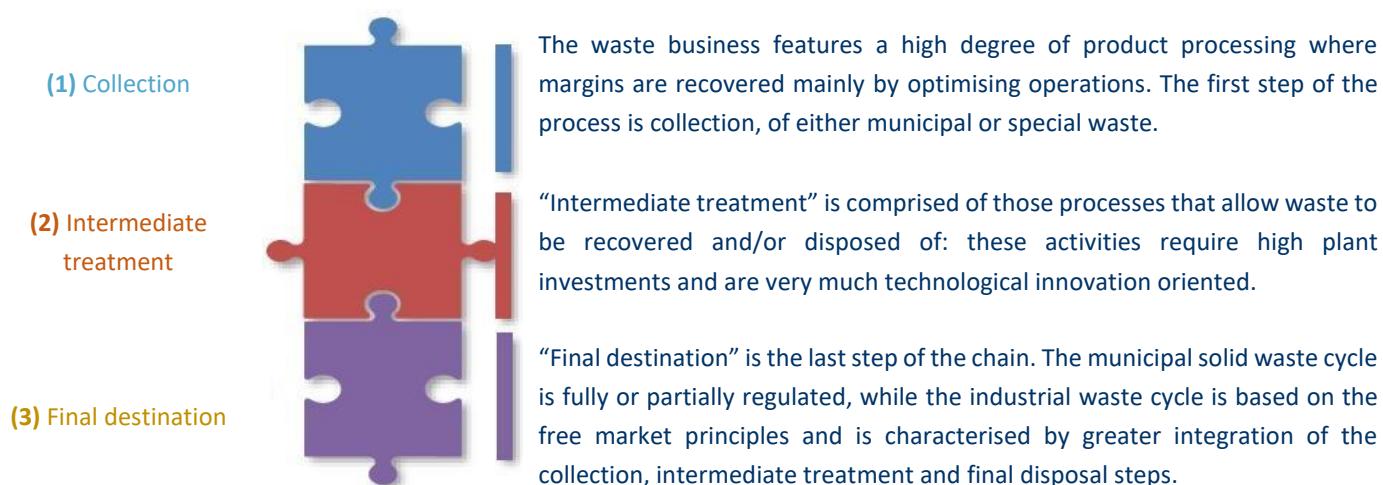 (1) Collection
The waste business features a high degree of product processing where
margins are recovered mainly by optimising operations. The first step of the
process is collection, of either municipal or special waste.
(2) Intermediate
treatment
“Intermediate treatment” is comprised of those processes that allow waste to
be recovered and/or disposed of: these activities require high plant
investments and are very much technological innovation oriented.
(3) Final destination
“Final destination” is the last step of the chain. The municipal solid waste cycle
is fully or partially regulated, while the industrial waste cycle is based on the
free market principles and is characterised by greater integration of the
collection, intermediate treatment and final disposal steps.